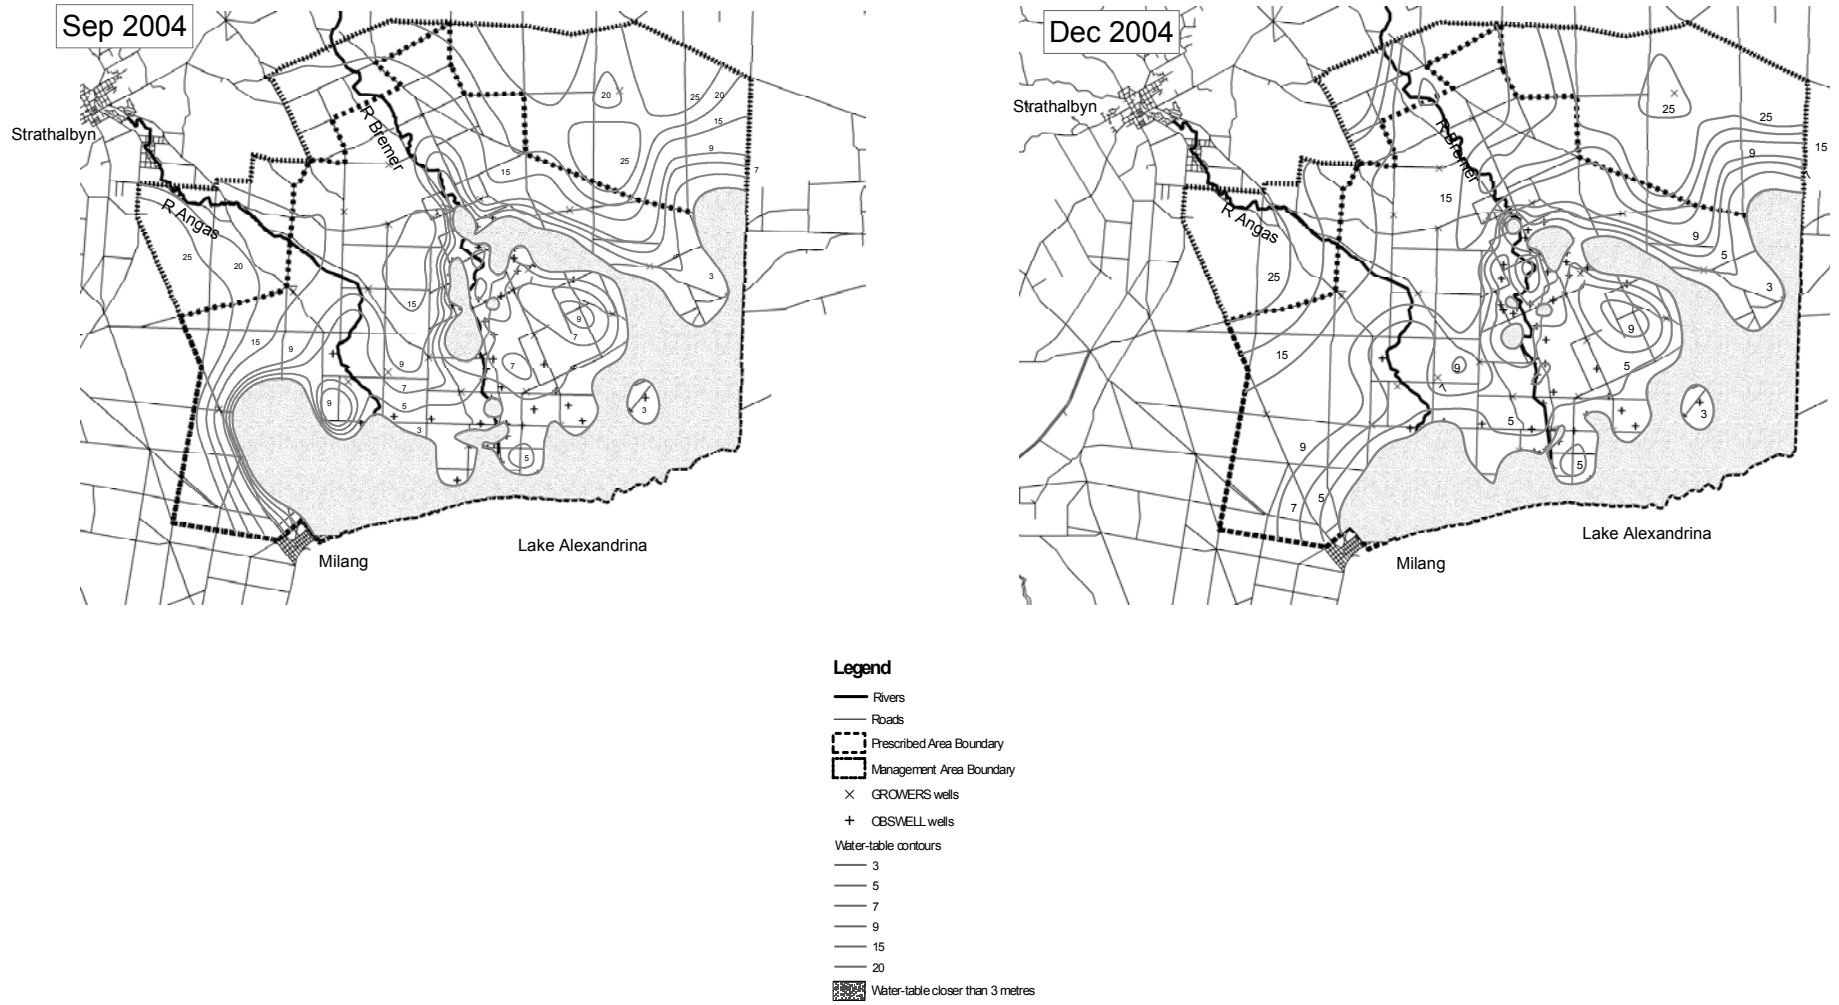 Sep 2004
Strathalbyn
R Bremer
R Angas
20
25
20
15
9
7
25
15
25
20
3
15
9
7
15
9
9
7
7
9
5
3
3
5
Milang
Lake Alexandrina
Dec 2004
Strathalbyn
R Bremer
R Angas
25
25
9
15
15
9
5
3
25
9
15
9
5
7
3
5
9
5
7
5
Milang
Lake Alexandrina
Legend
Rivers
Roads
Prescribed Area Boundary
Management Area Boundary
GROWERS wells
OBSWELL wells
Water-table contours
3
5
7
9
15
20
Water-table closer than 3 metres